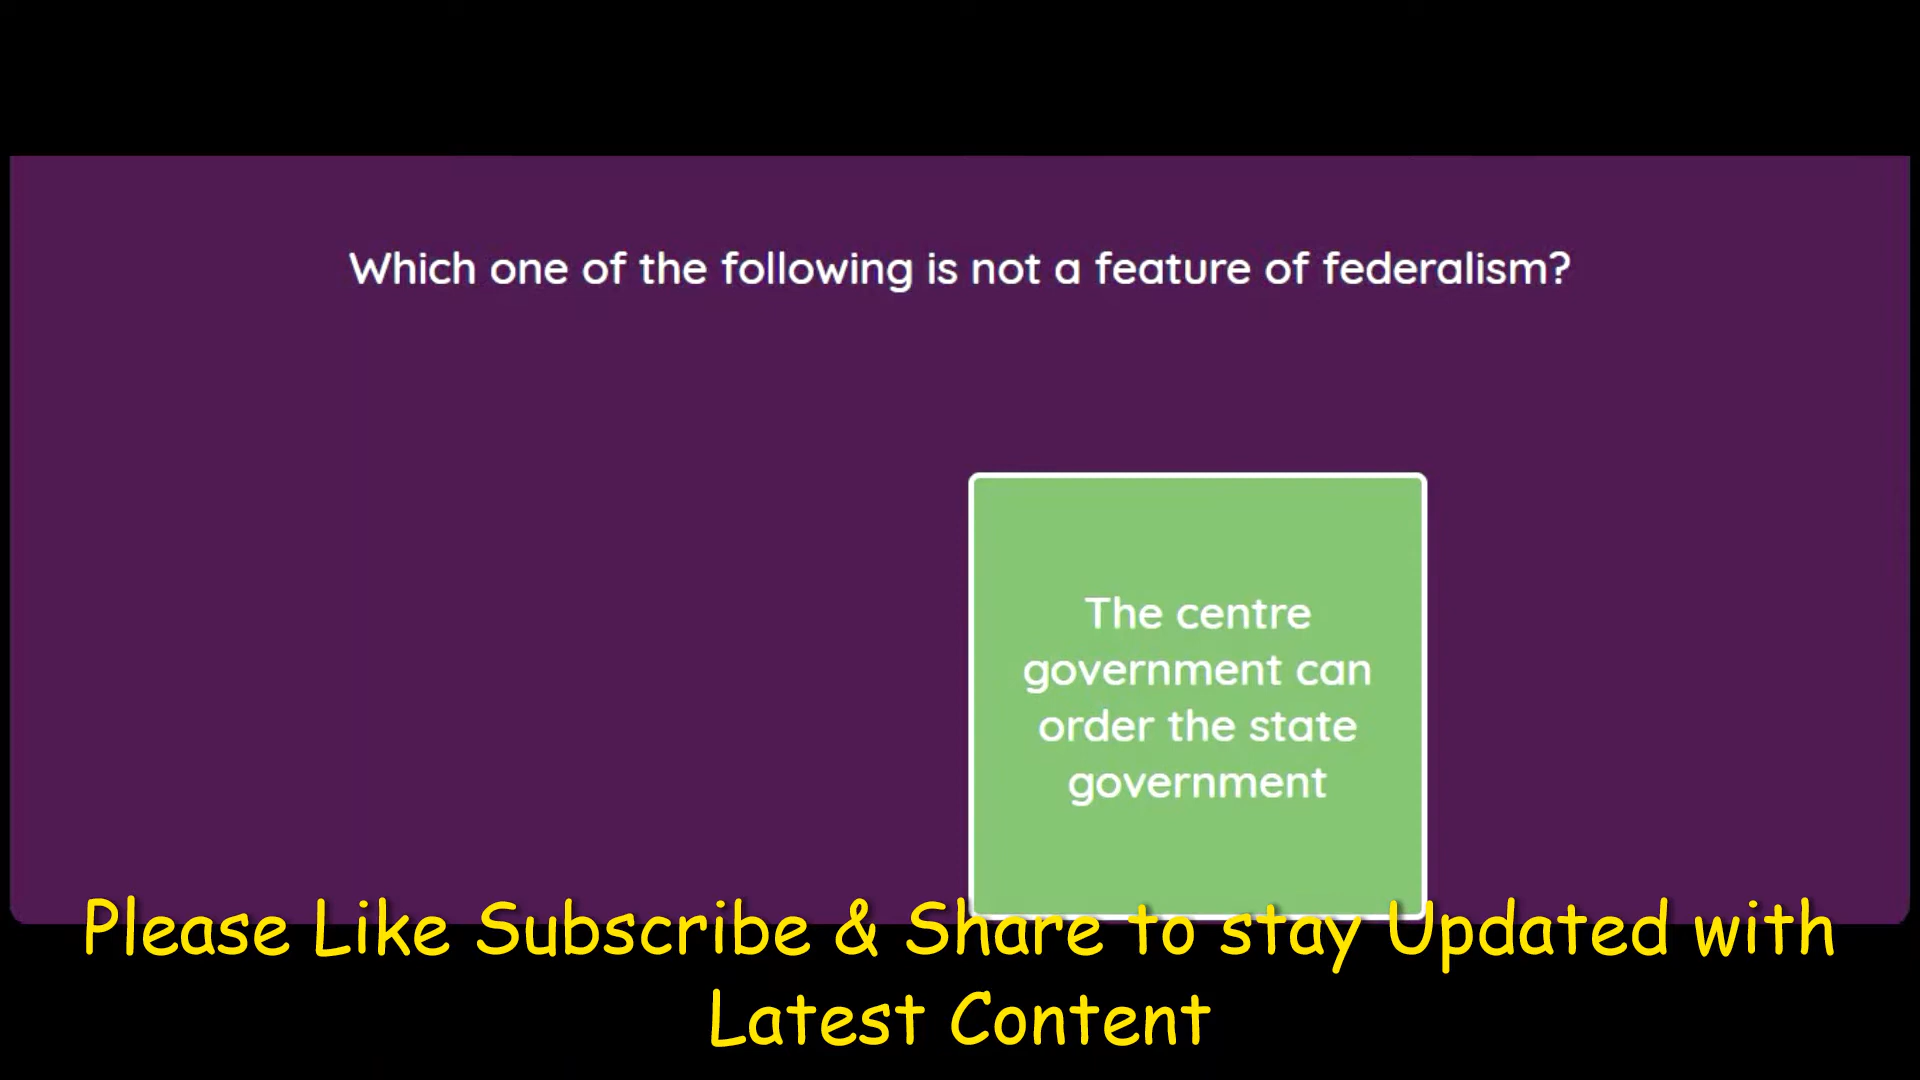 Which one of the following is not a feature of federalism?
The centre
government can
order the state
government
Please Like Subscribe & Share to stay Updated with
Latest Content